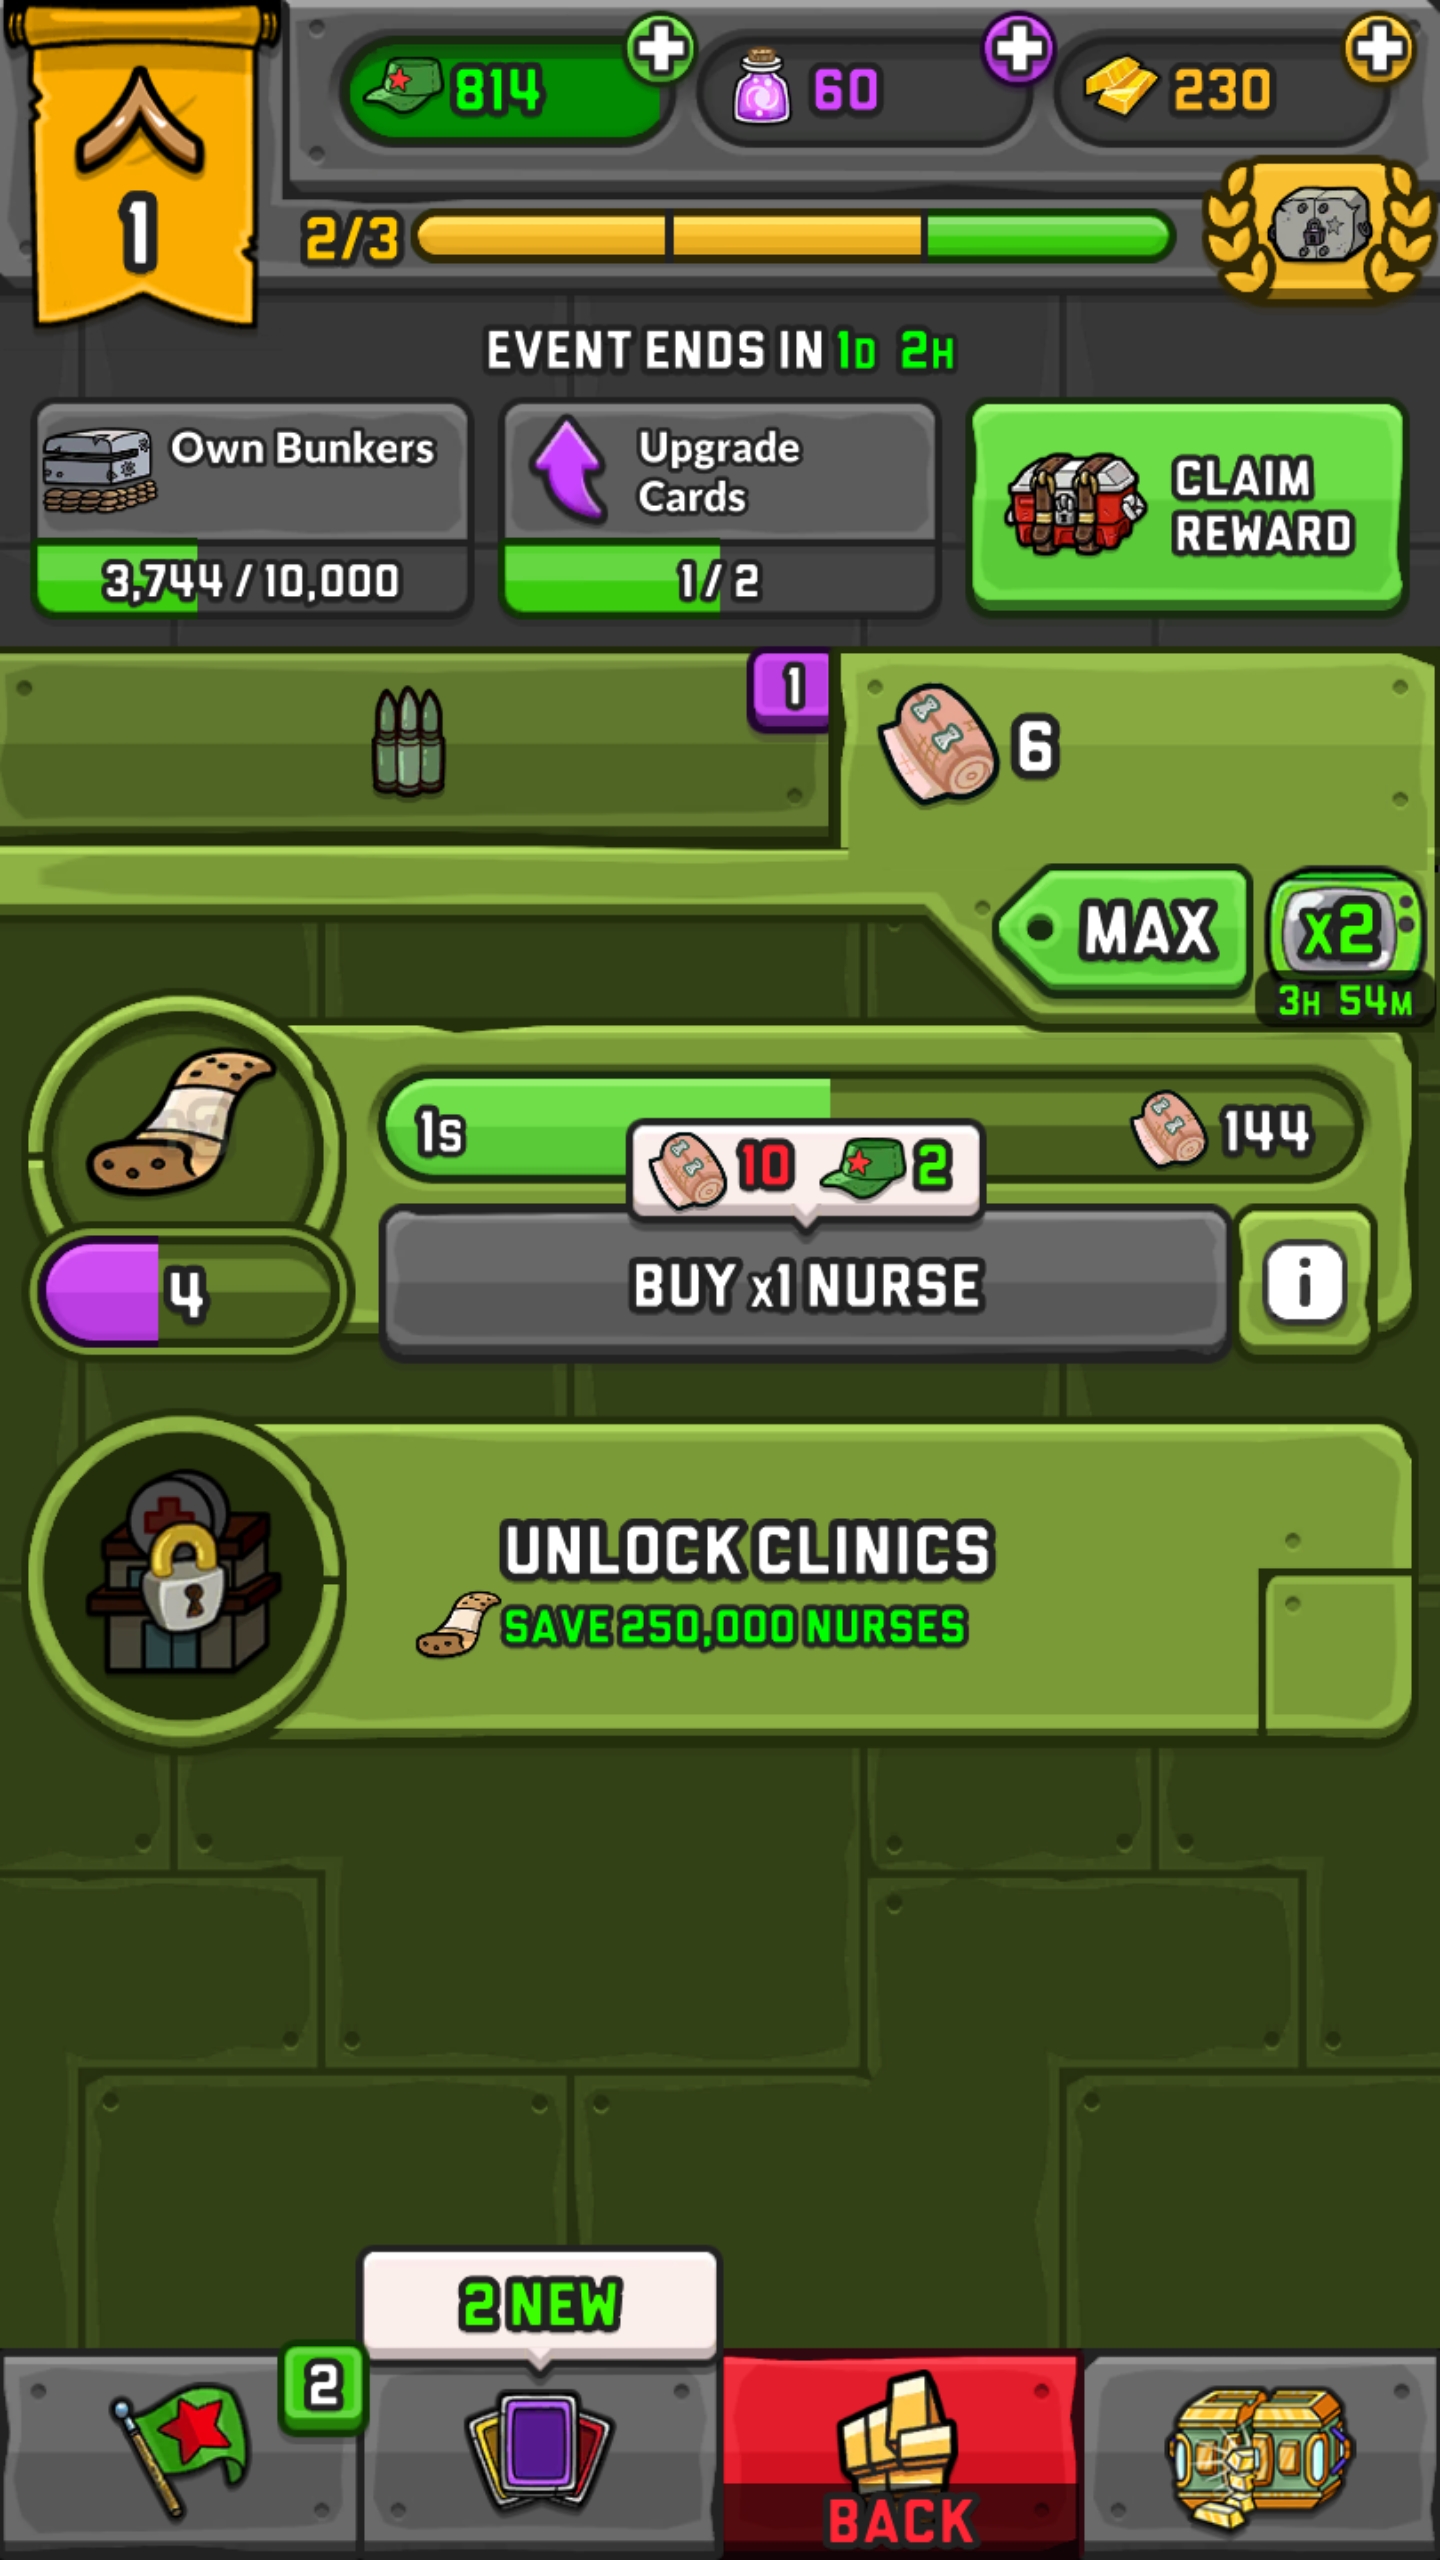 814
60
230
1
2/3
EVENT ENDS IN 1D 2H
Own Bunkers
3,744 / 10,000
Upgrade
Cards
1 / 2
CLAIM
REWARD
1
6
MAX
x2
3H 54M
1s
144
10
2
4
BUY x1 NURSE
i
UNLOCK CLINICS
SAVE 250,000 NURSES
2 NEW
2
BACK